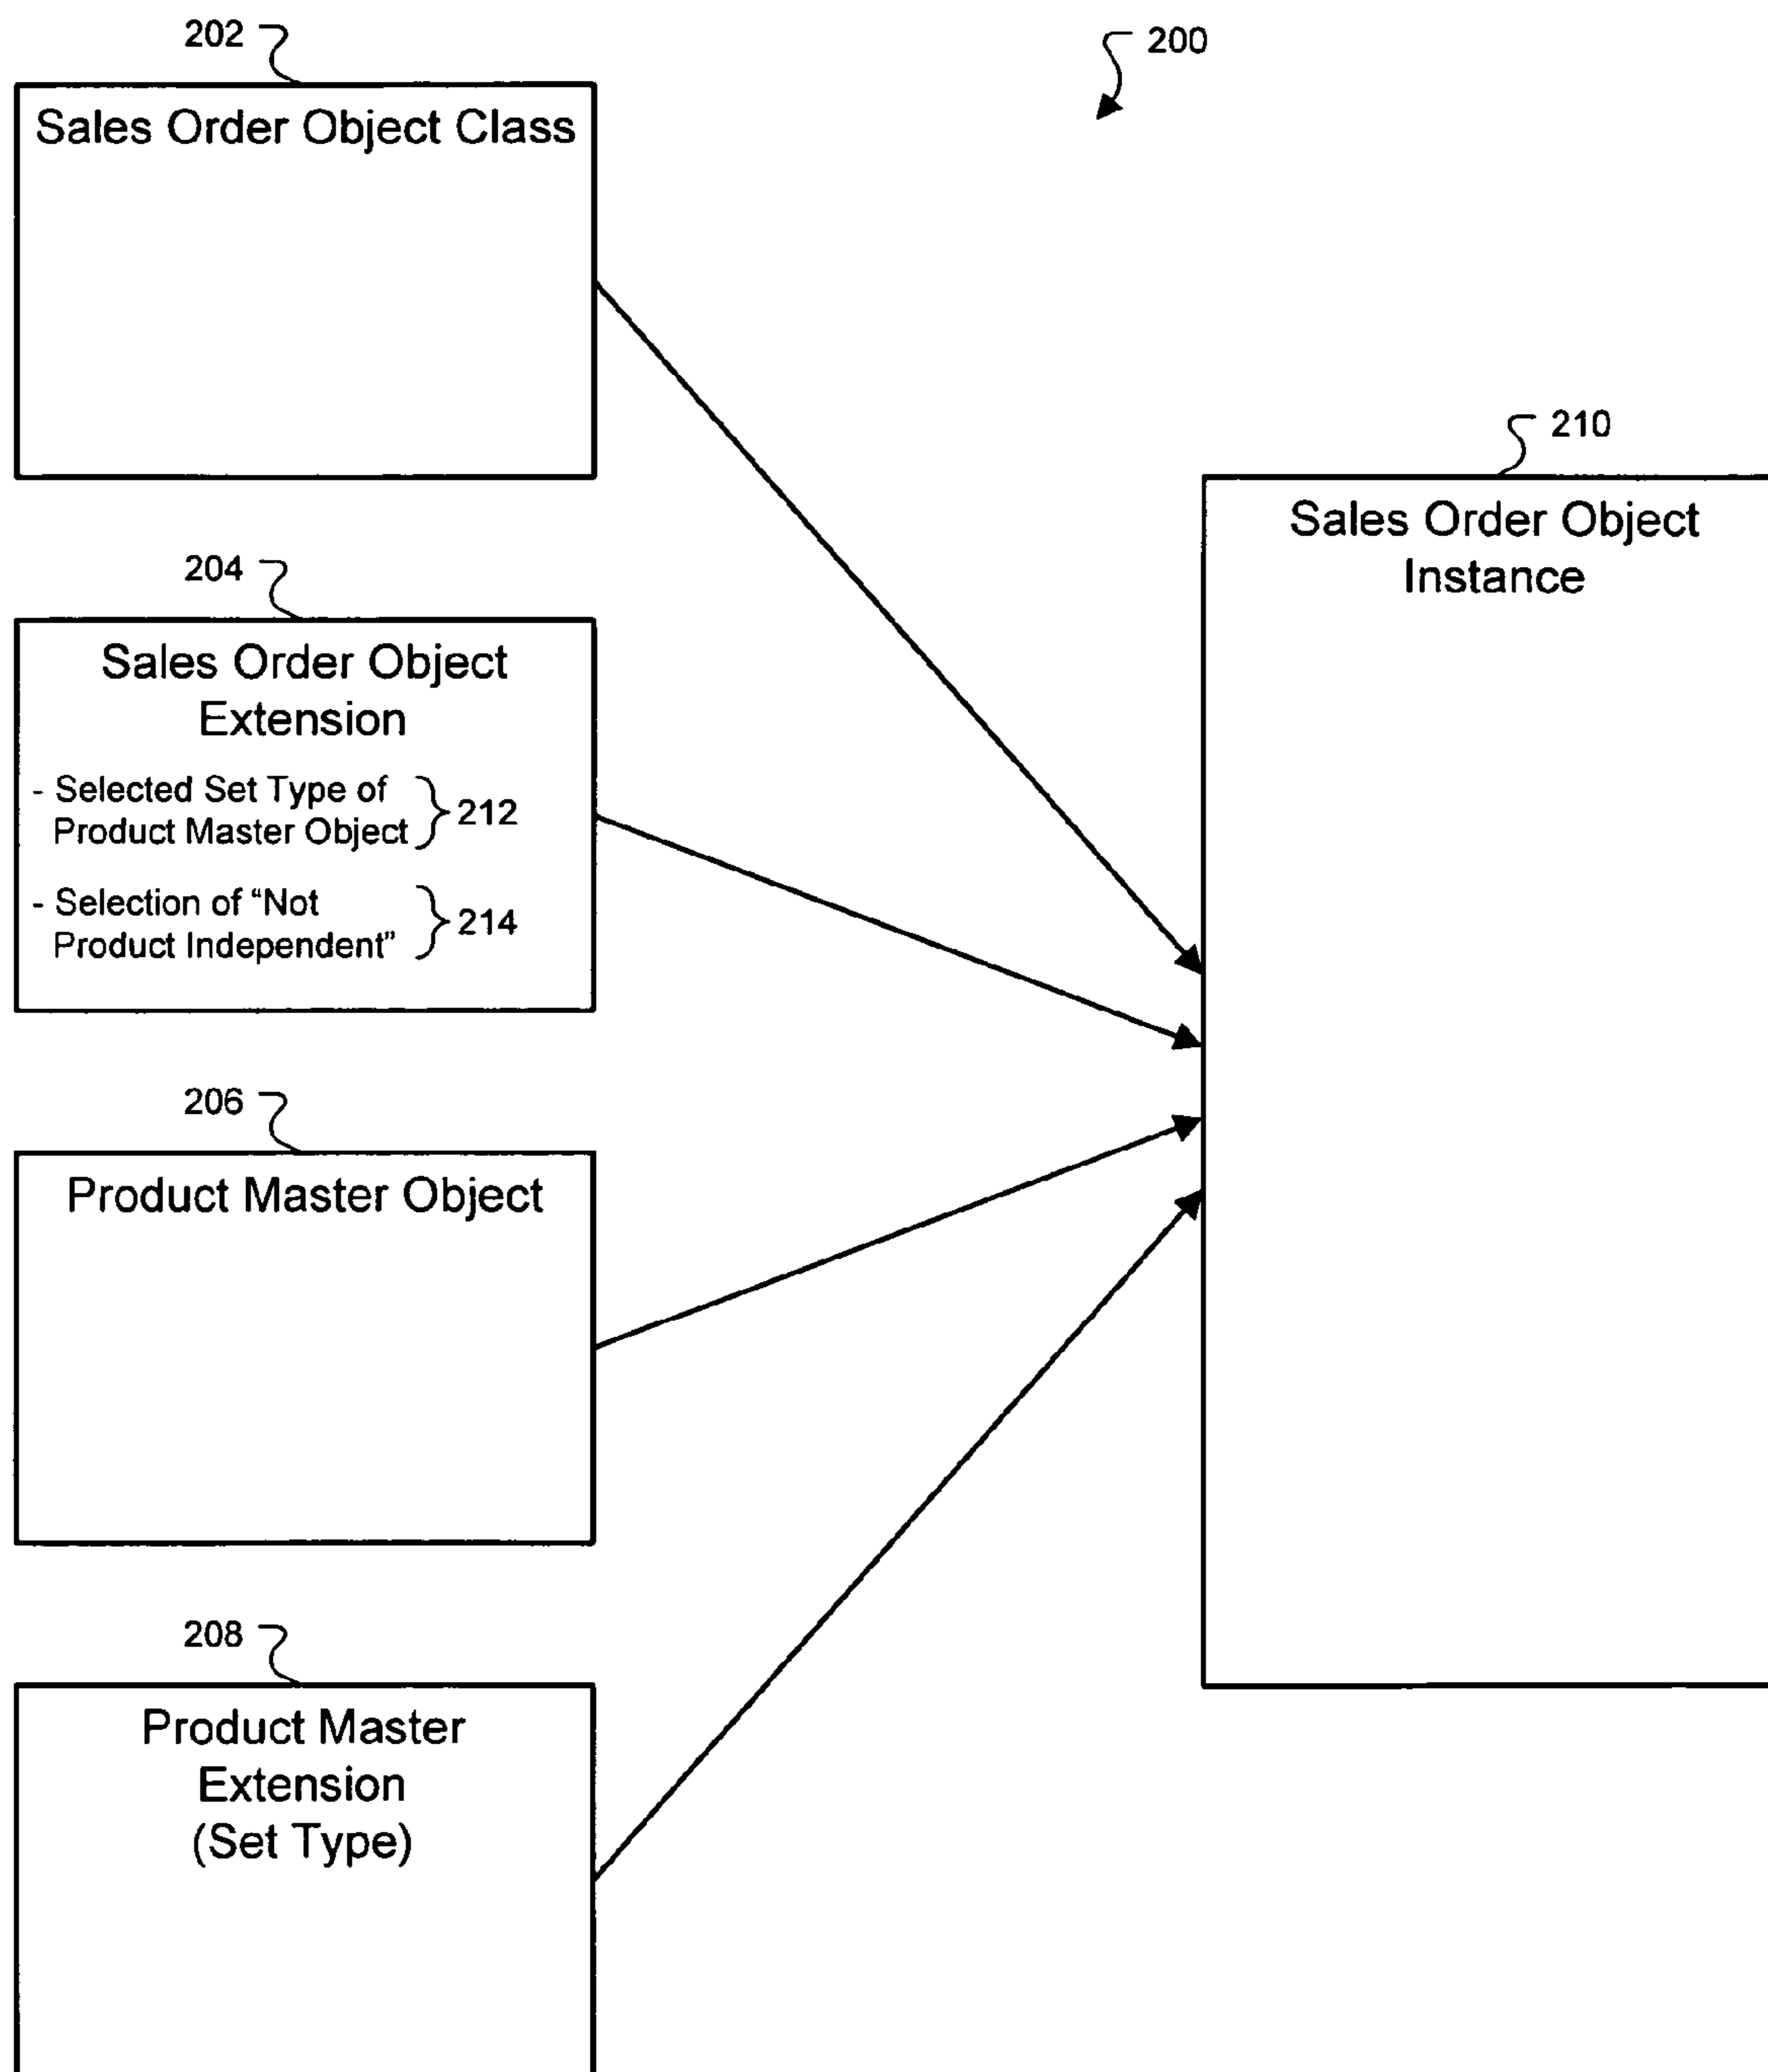 202
200
Sales Order Object Class
210
Sales Order Object
Instance
204
Sales Order Object
Extension
- Selected Set Type of
Product Master Object
212
- Selection of “Not
Product Independent”
214
206
Product Master Object
208
Product Master
Extension
(Set Type)